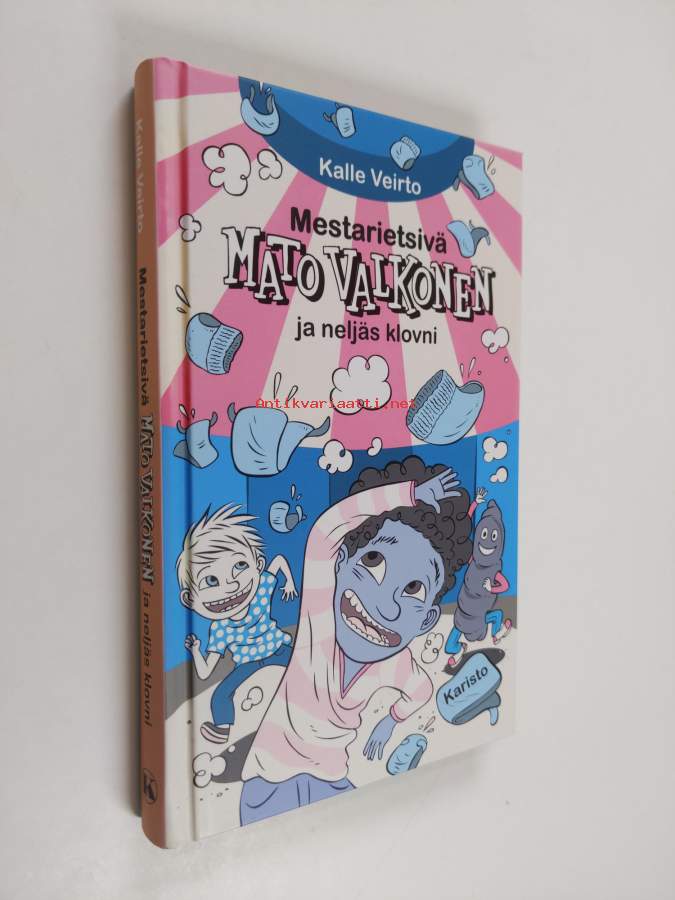 Kalle Veirto
Mestarietsivä
MATO VALKONEN
ja neljäs klovni
Antikvariaatti.net
Karisto
Kalle Veirto
Mestarietsivä MATO VALKONEN ja neljäs klovni
K